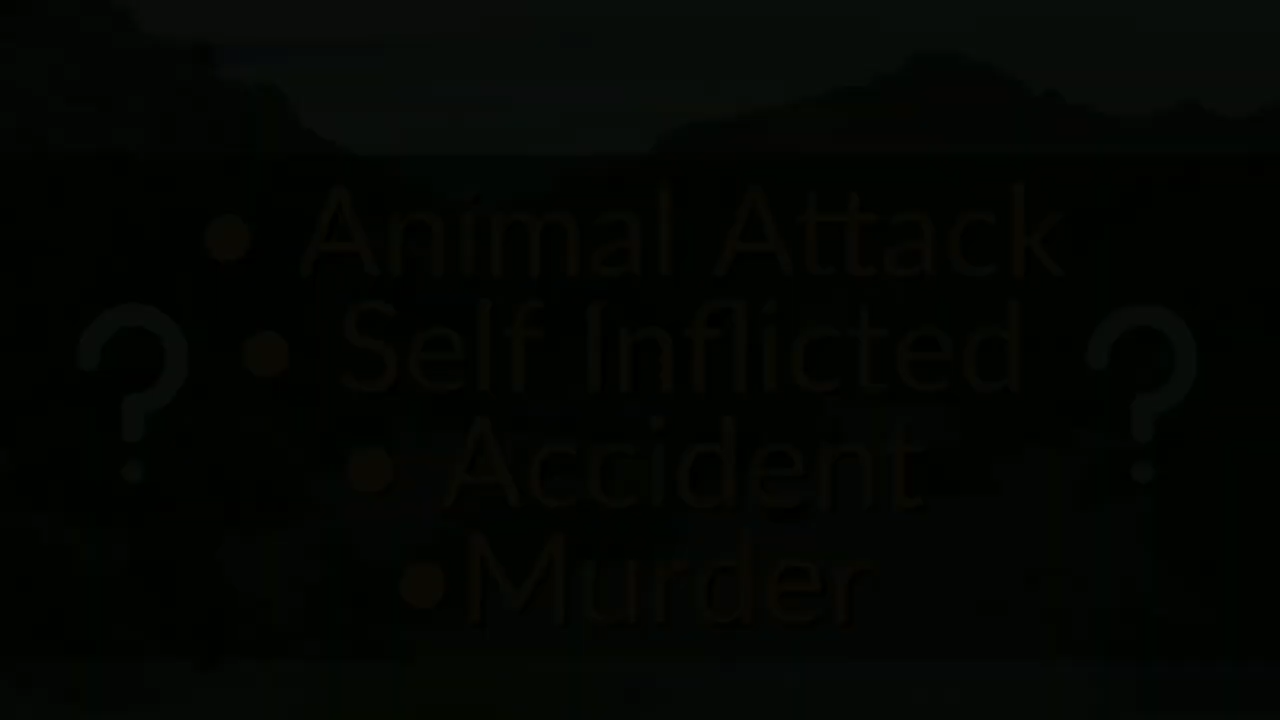 • Animal Attack
? • Self Inflicted ?
• Accident
• Murder